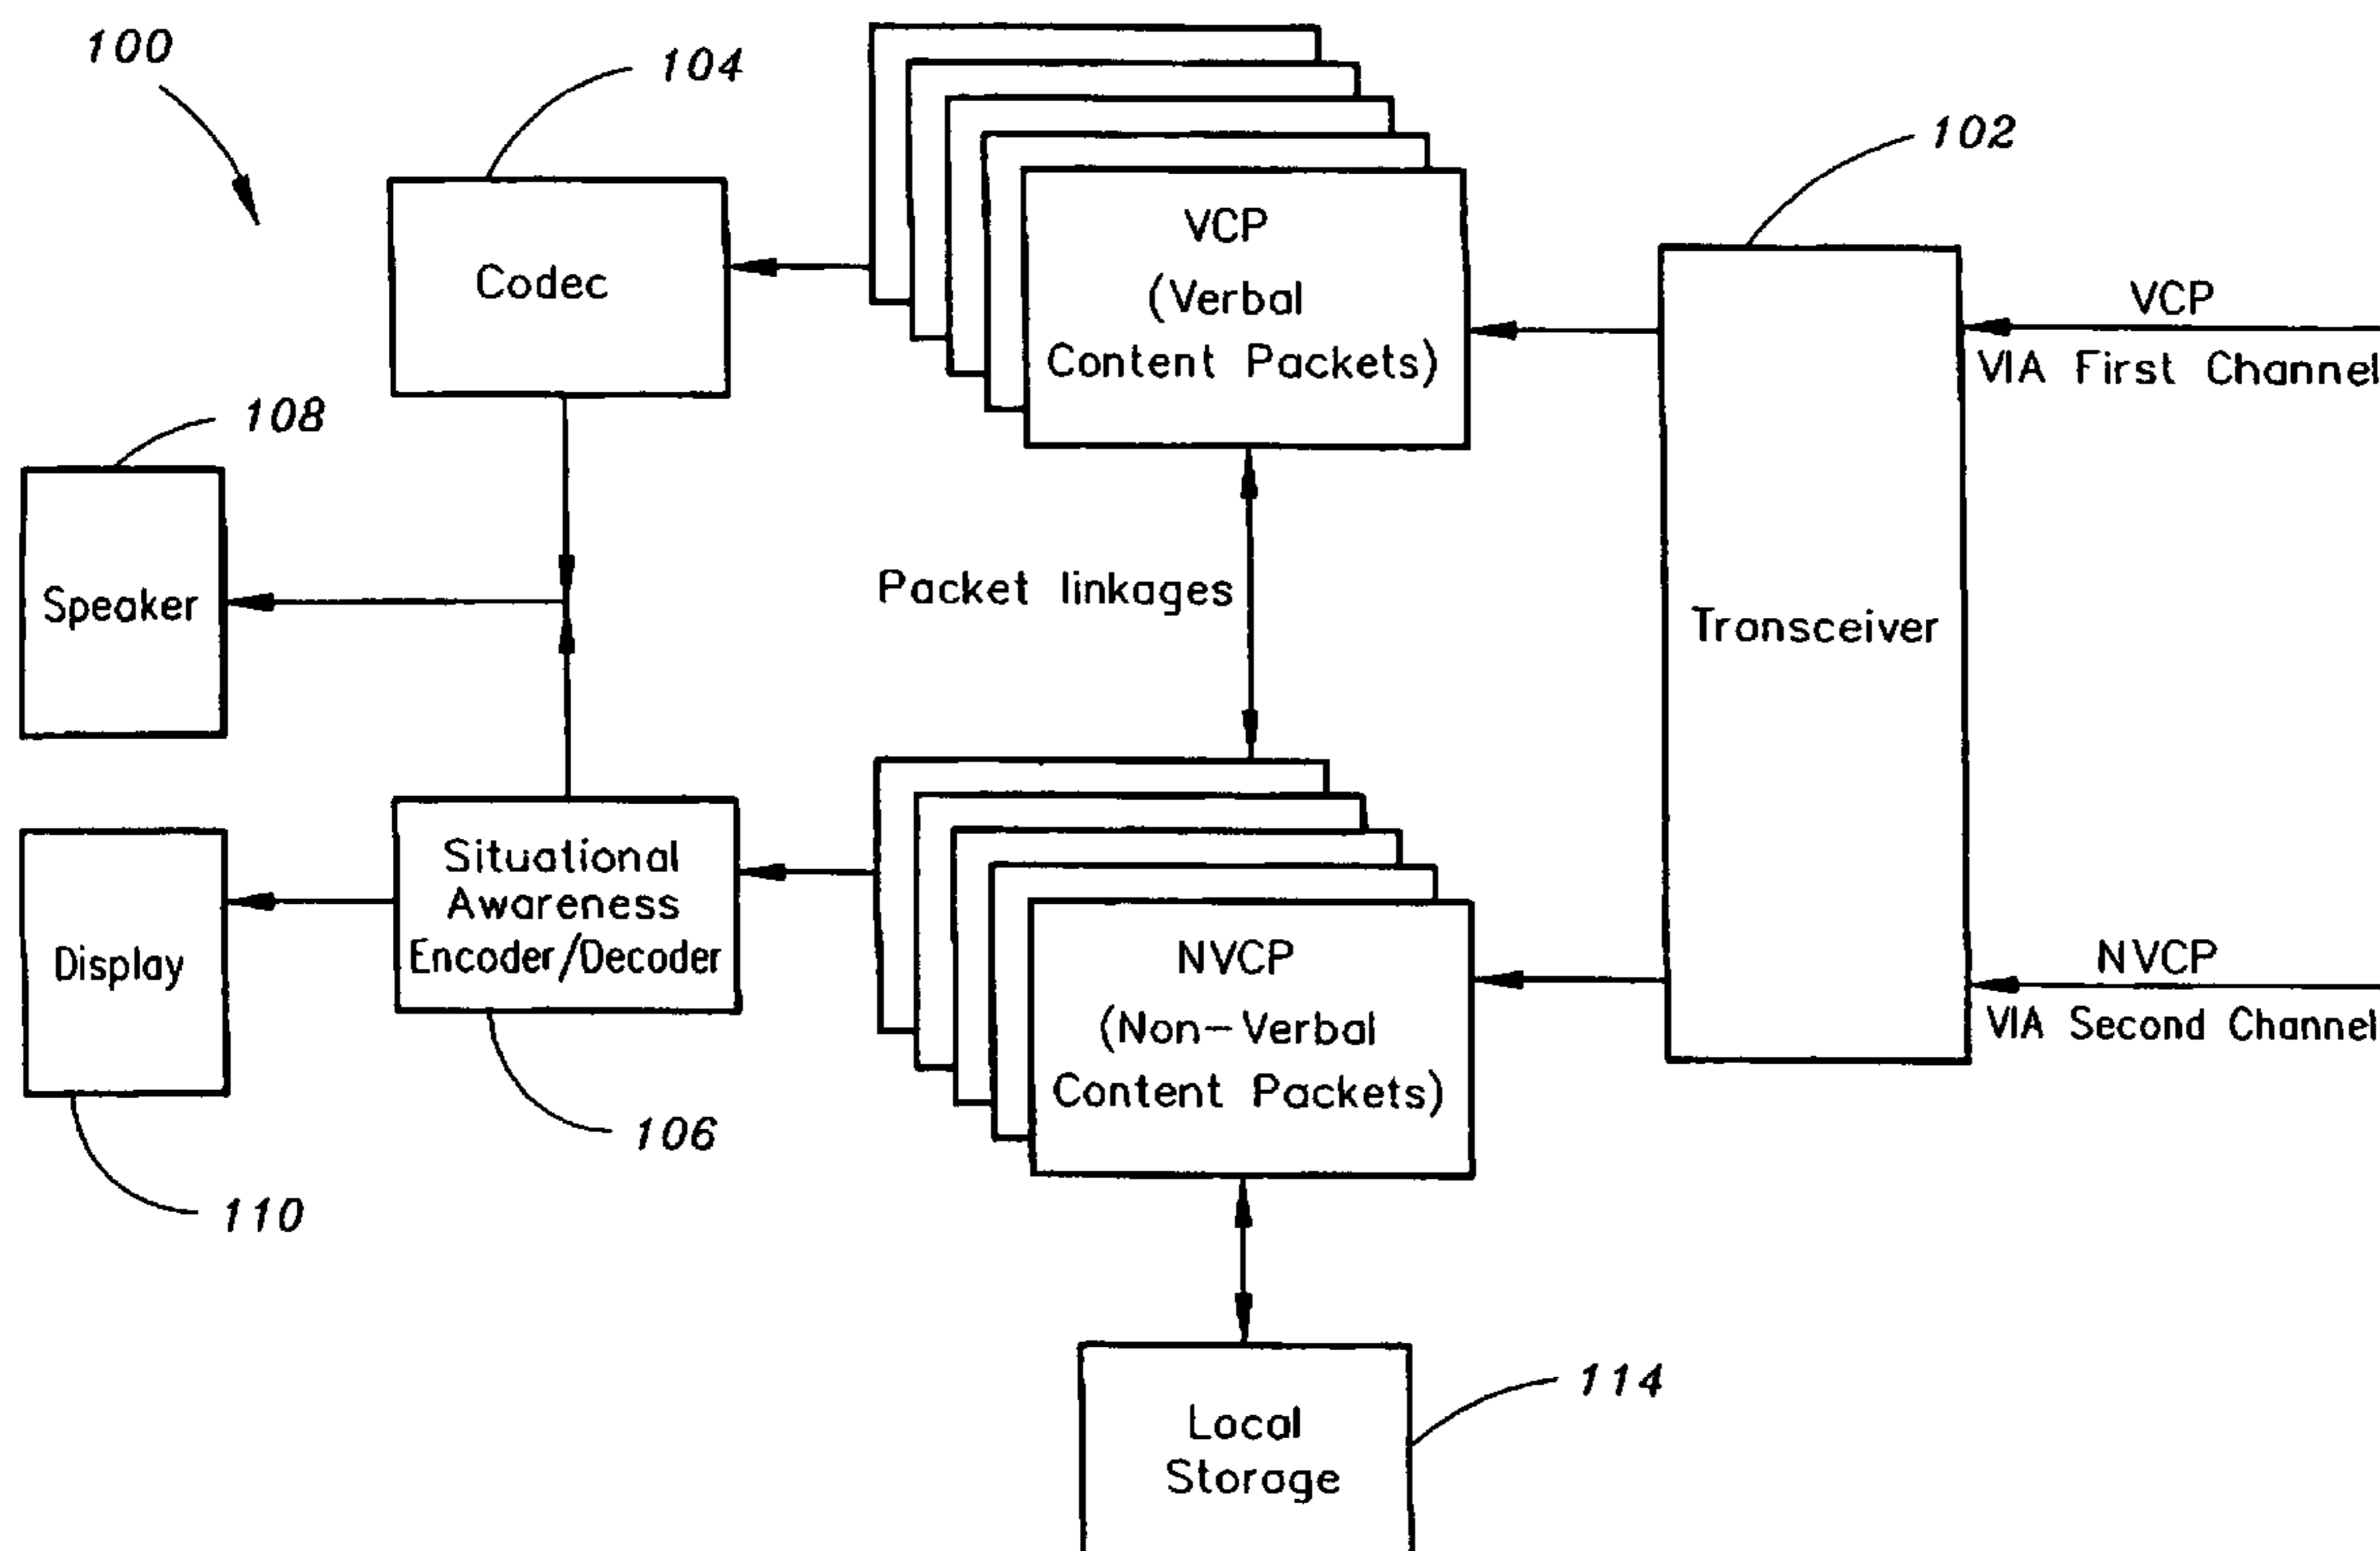 100
104
102
VCP
(Verbal
Content Packets)
Codec
VCP
VIA First Channel
108
Speaker
Packet linkages
Transceiver
Situational
Awareness
Encoder/Decoder
Display
NVCP
(Non-Verbal
Content Packets)
NVCP
VIA Second Channel
106
110
114
Local
Storage